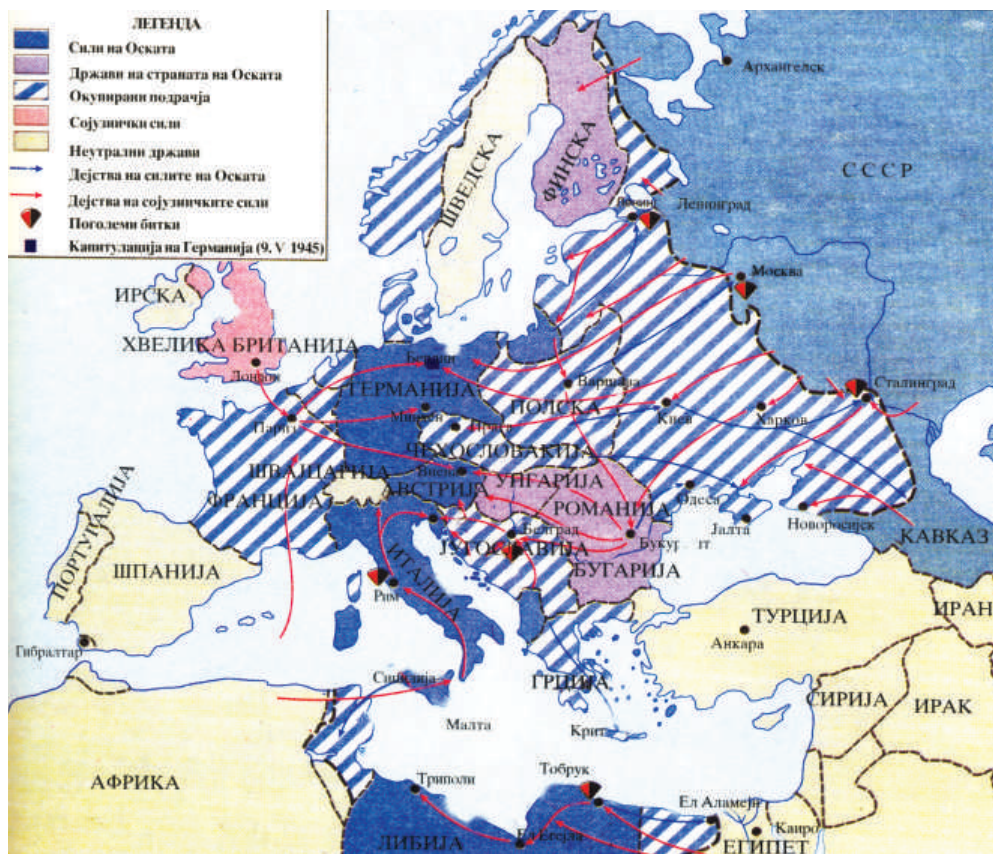 ЛЕГЕНДА
Сили на Оската
Држави на страната на Оската
Окупирани подрачја
Сојузнички сили
Неутрални држави
Дејства на силите на Оската
Дејства на сојузничките сили
Поголеми битки
Капитулација на Германија (9. V 1945)
Архангелск
СССР
ФИНСКА
ШВЕДСКА
Ленинград
Москва
ИРСКА
ХВЕЛИКА БРИТАНИЈА
Лондон
ГЕРМАНИЈА
Варшава
Сталинград
ПОЛСКА
Киев
Харков
Париз
Минхен
Прага
ЧЕХОСЛОВАКИЈА
ШВАЈЦАРИЈА
Виена
АВСТРИЈА
УНГАРИЈА
ФРАНЦИЈА
РОМАНИЈА
Одеса
Јалта
Новоросијск
КАВКАЗ
Белград
ЈУГОСЛАВИЈА
БУГАРИЈА
ПОРТУГАЛИЈА
ШПАНИЈА
ИТАЛИЈА
Рим
ТУРЦИЈА
Анкара
ИРАН
Гибралтар
Сицилија
ГРЦИЈА
СИРИЈА
ИРАК
Малта
Крит
АФРИКА
Триполи
Тобрук
Ел Аламејн
Каиро
ЛИБИЈА
ЕГИПЕТ